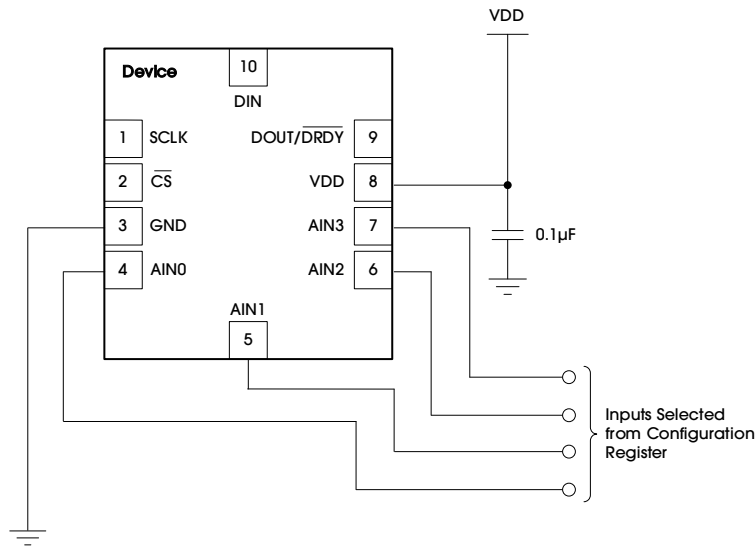 VDD
Device
10
DIN
1 SCLK
DOUT/DRDY 9
2 CS
VDD 8
3 GND
AIN3 7
0.1µF
4 AIN0
AIN2 6
AIN1
5
Inputs Selected
from Configuration
Register